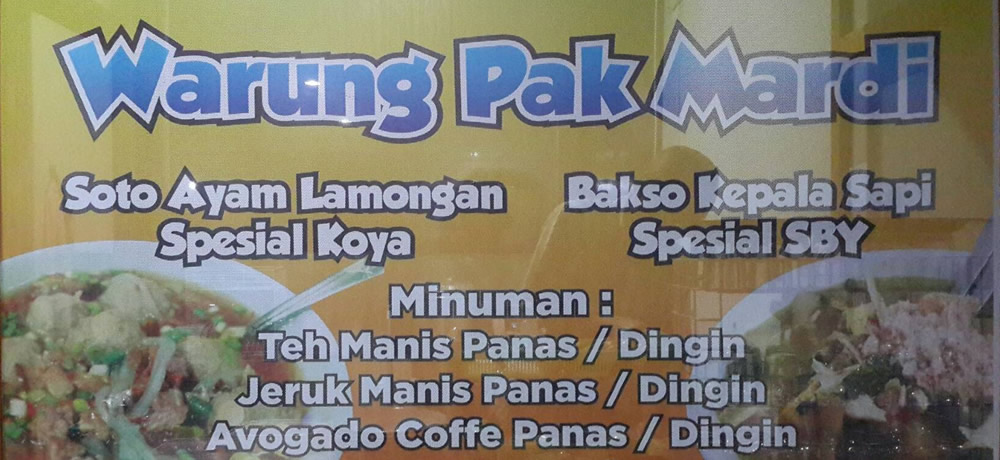 Warung Pak Mardi
Soto Ayam Lamongan
Spesial Koya
Bakso Kepala Sapi
Spesial SBY
Minuman :
Teh Manis Panas / Dingin
Jeruk Manis Panas / Dingin
Avogado Coffe Panas / Dingin